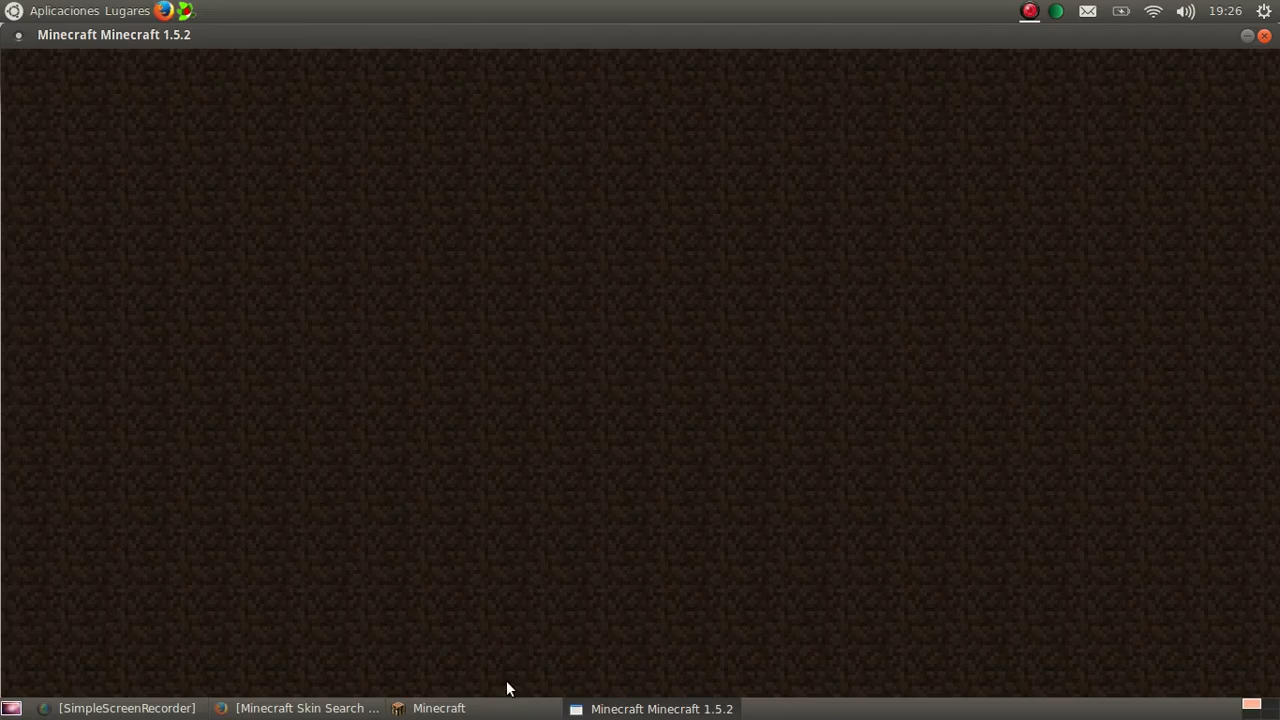 Aplicaciones Lugares
19:26
Minecraft Minecraft 1.5.2
[SimpleScreenRecorder]
[Minecraft Skin Search ...
Minecraft
Minecraft Minecraft 1.5.2